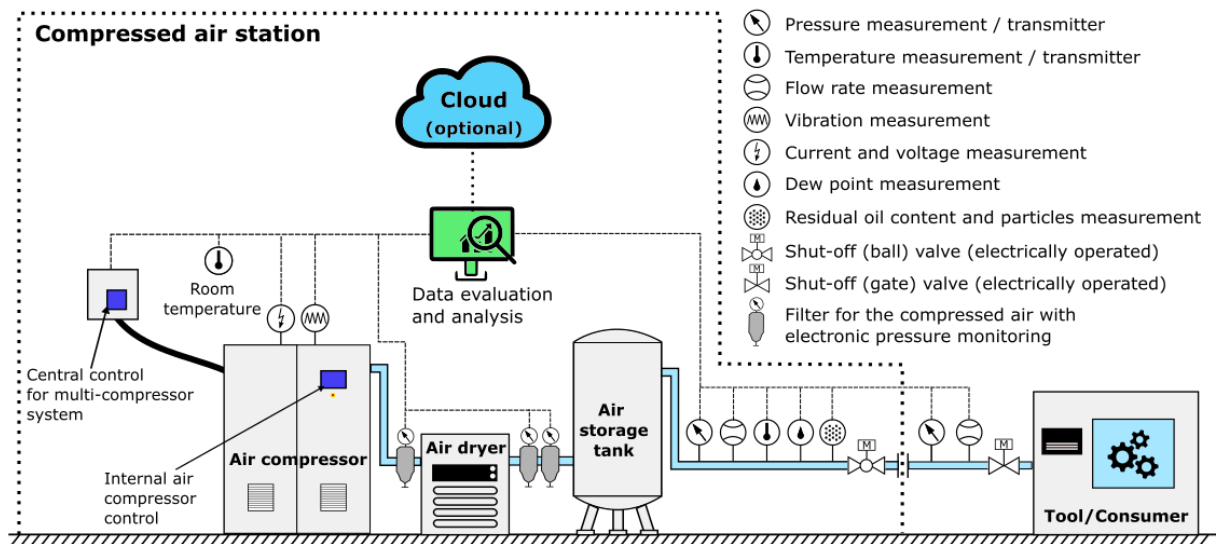 Compressed air station
Cloud
(optional)
Pressure measurement / transmitter
Temperature measurement / transmitter
Flow rate measurement
Vibration measurement
Current and voltage measurement
Dew point measurement
Residual oil content and particles measurement
M
Shut-off (ball) valve (electrically operated)
M
Shut-off (gate) valve (electrically operated)
Filter for the compressed air with
electronic pressure monitoring
Room
temperature
Data evaluation
and analysis
Central control
for multi-compressor
system
Internal air
compressor
control
Air compressor
Air dryer
Air
storage
tank
M
M
Tool/Consumer